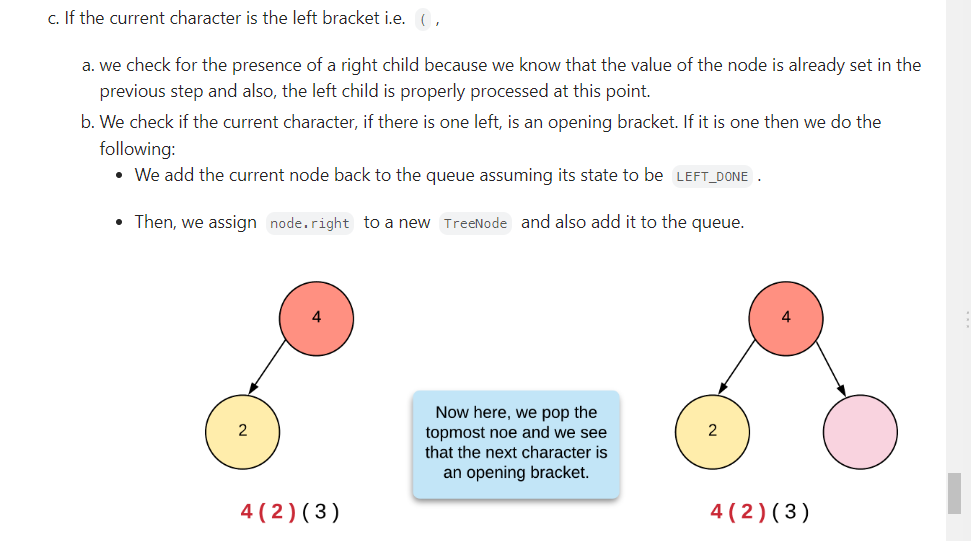 c. If the current character is the left bracket i.e. ( ,
a. we check for the presence of a right child because we know that the value of the node is already set in the
previous step and also, the left child is properly processed at this point.
b. We check if the current character, if there is one left, is an opening bracket. If it is one then we do the
following:
• We add the current node back to the queue assuming its state to be LEFT_DONE .
• Then, we assign node.right to a new TreeNode and also add it to the queue.
4
4
2
Now here, we pop the
topmost noe and we see
that the next character is
an opening bracket.
2
4(2)(3)
4(2)(3)